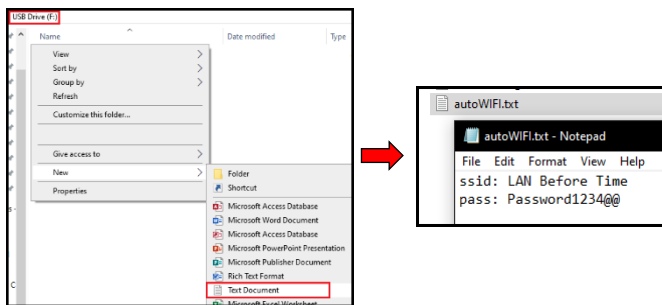 USB Drive (F:)
Name
Date modified
Type
View
Sort by
Group by
Refresh
Customize this folder...
Give access to
New
Properties
Folder
Shortcut
Microsoft Access Database
Microsoft Word Document
Microsoft Access Database
Microsoft PowerPoint Presentation
Microsoft Publisher Document
Rich Text Format
Text Document
Microsoft Excel Worksheet
autoWIFI.txt
autoWIFI.txt - Notepad
File Edit Format View Help
ssid: LAN Before Time
pass: Password1234@@